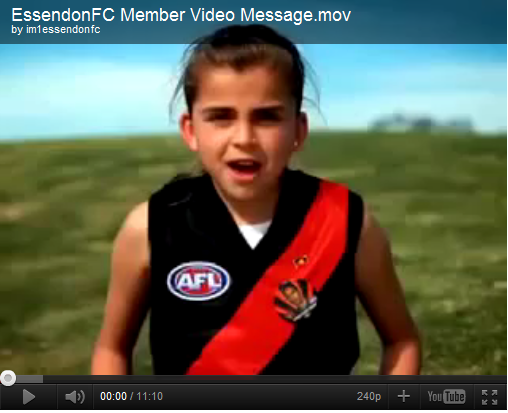 EssendonFC Member Video Message.mov
by im1essendonfc
AFL
00:00 / 11:10
240p
YouTube